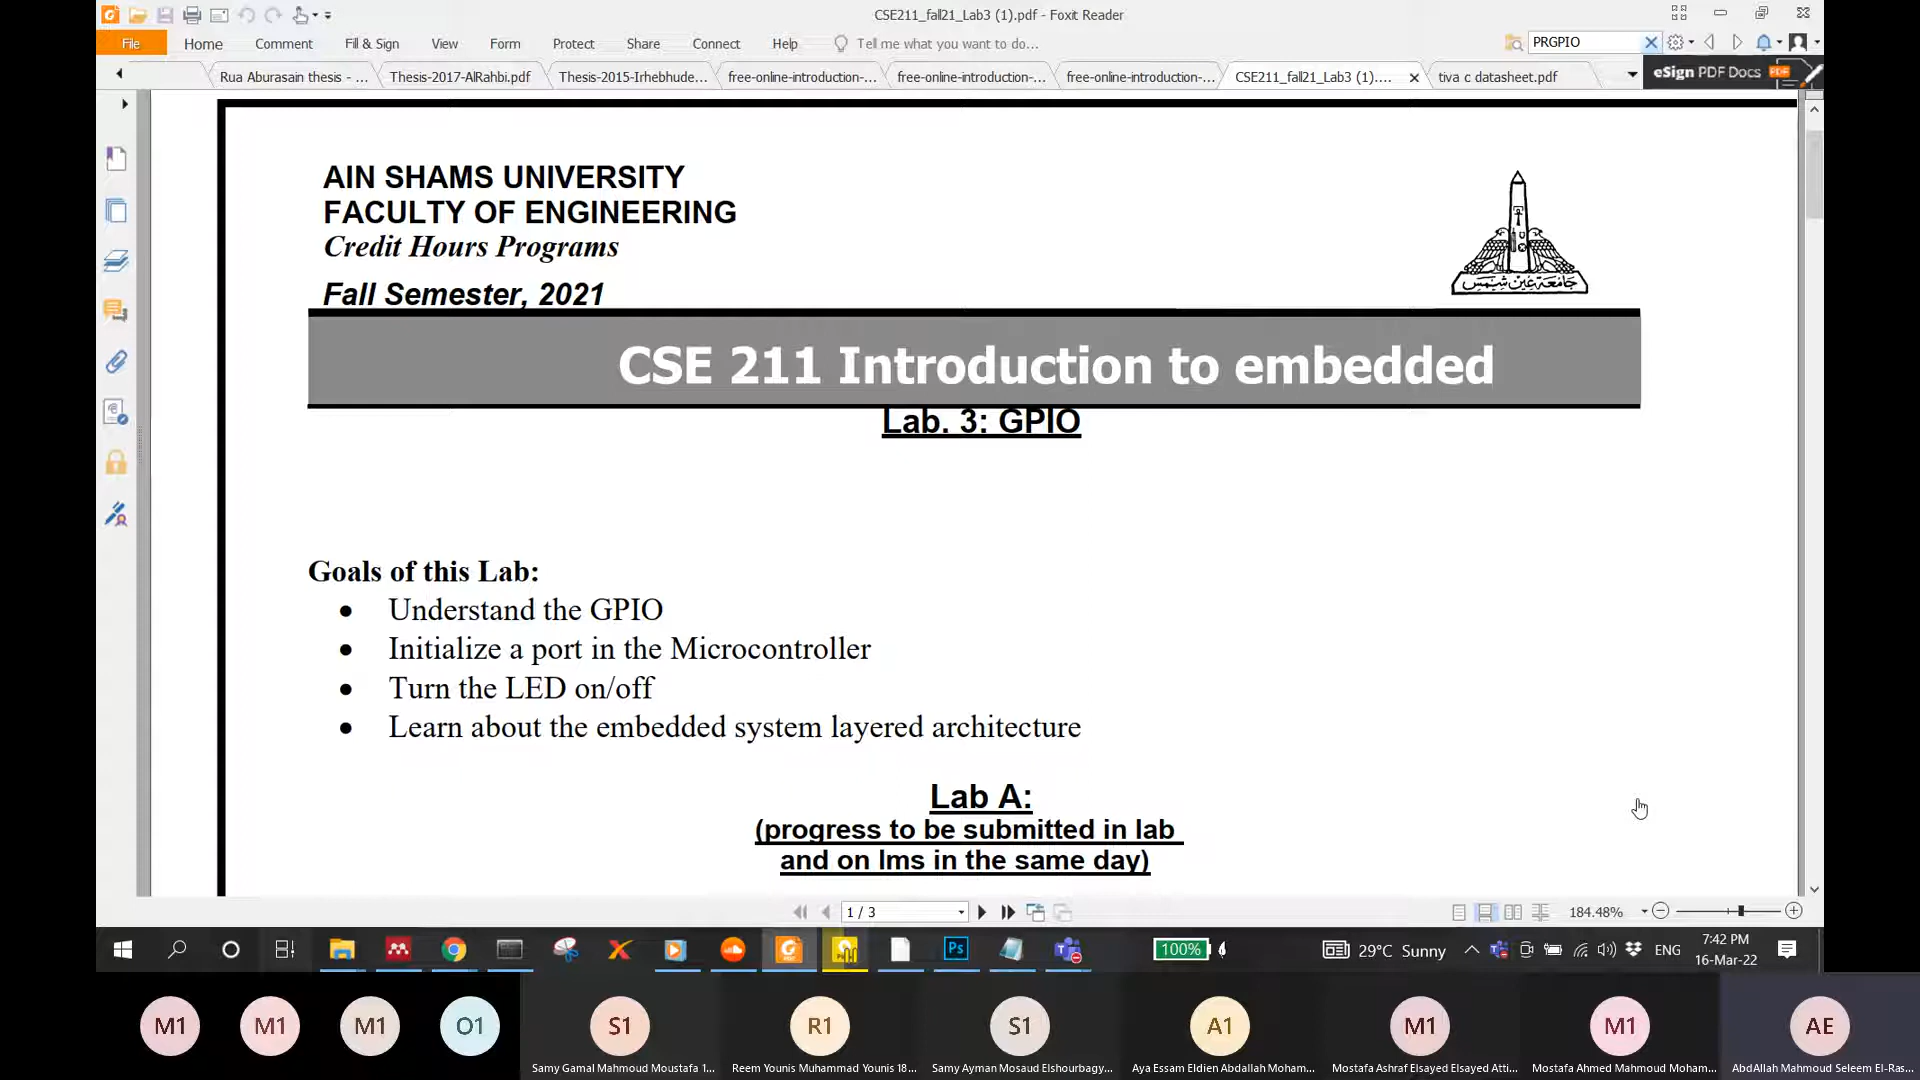 CSE211_fall21_Lab3 (1).pdf - Foxit Reader
File Home Comment Fill & Sign View Form Protect Share Connect Help Tell me what you want to do... PRGPIO
Rua Aburasain thesis - ... Thesis-2017-AlRahbi.pdf Thesis-2015-Irhebhude... free-online-introduction-... free-online-introduction-... free-online-introduction-... CSE211_fall21_Lab3 (1).... tiva c datasheet.pdf eSign PDF Docs PDF
AIN SHAMS UNIVERSITY
FACULTY OF ENGINEERING
Credit Hours Programs
Fall Semester, 2021
جامعة عين شمس
CSE 211 Introduction to embedded
Lab. 3: GPIO
Goals of this Lab:
• Understand the GPIO
• Initialize a port in the Microcontroller
• Turn the LED on/off
• Learn about the embedded system layered architecture
Lab A:
(progress to be submitted in lab
and on lms in the same day)
1 / 3 184.48%
Ps 100% 29°C Sunny ENG 7:42 PM
16-Mar-22
M1 M1 M1 O1 S1 R1 S1 A1 M1 M1 AE
Samy Gamal Mahmoud Moustafa 1... Reem Younis Muhammad Younis 18... Samy Ayman Mosaud Elshourbagy... Aya Essam Eldien Abdallah Moham... Mostafa Ashraf Elsayed Elsayed Atti... Mostafa Ahmed Mahmoud Moham... AbdAllah Mahmoud Seleem El-Ras...